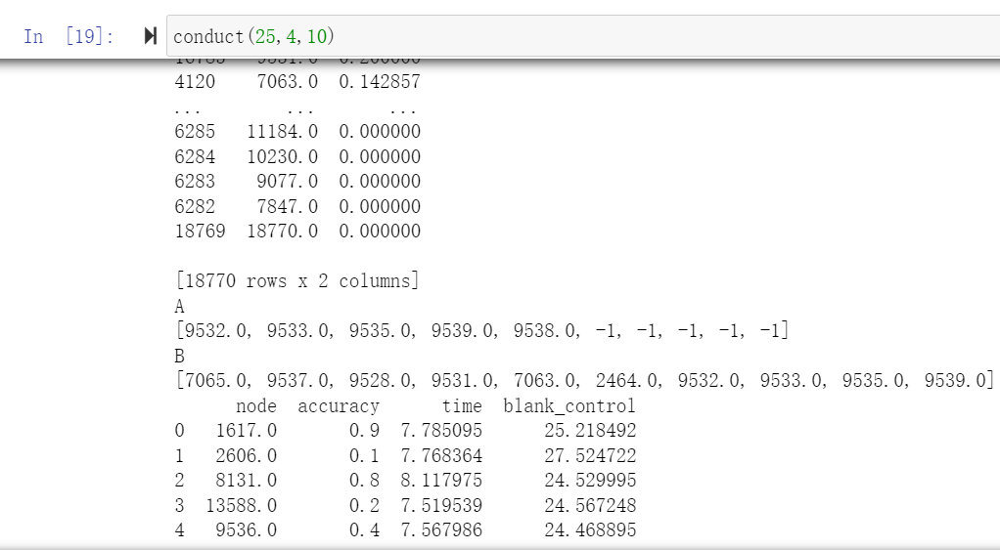 In [19]: conduct(25,4,10)
4120 7063.0 0.142857
... ... ...
6285 11184.0 0.000000
6284 10230.0 0.000000
6283 9077.0 0.000000
6282 7847.0 0.000000
18769 18770.0 0.000000
[18770 rows x 2 columns]
A
[9532.0, 9533.0, 9535.0, 9539.0, 9538.0, -1, -1, -1, -1, -1]
B
[7065.0, 9537.0, 9528.0, 9531.0, 7063.0, 2464.0, 9532.0, 9533.0, 9535.0, 9539.0]
node accuracy time blank_control
0 1617.0 0.9 7.785095 25.218492
1 2606.0 0.1 7.768364 27.524722
2 8131.0 0.8 8.117975 24.529995
3 13588.0 0.2 7.519539 24.567248
4 9536.0 0.4 7.567986 24.468895